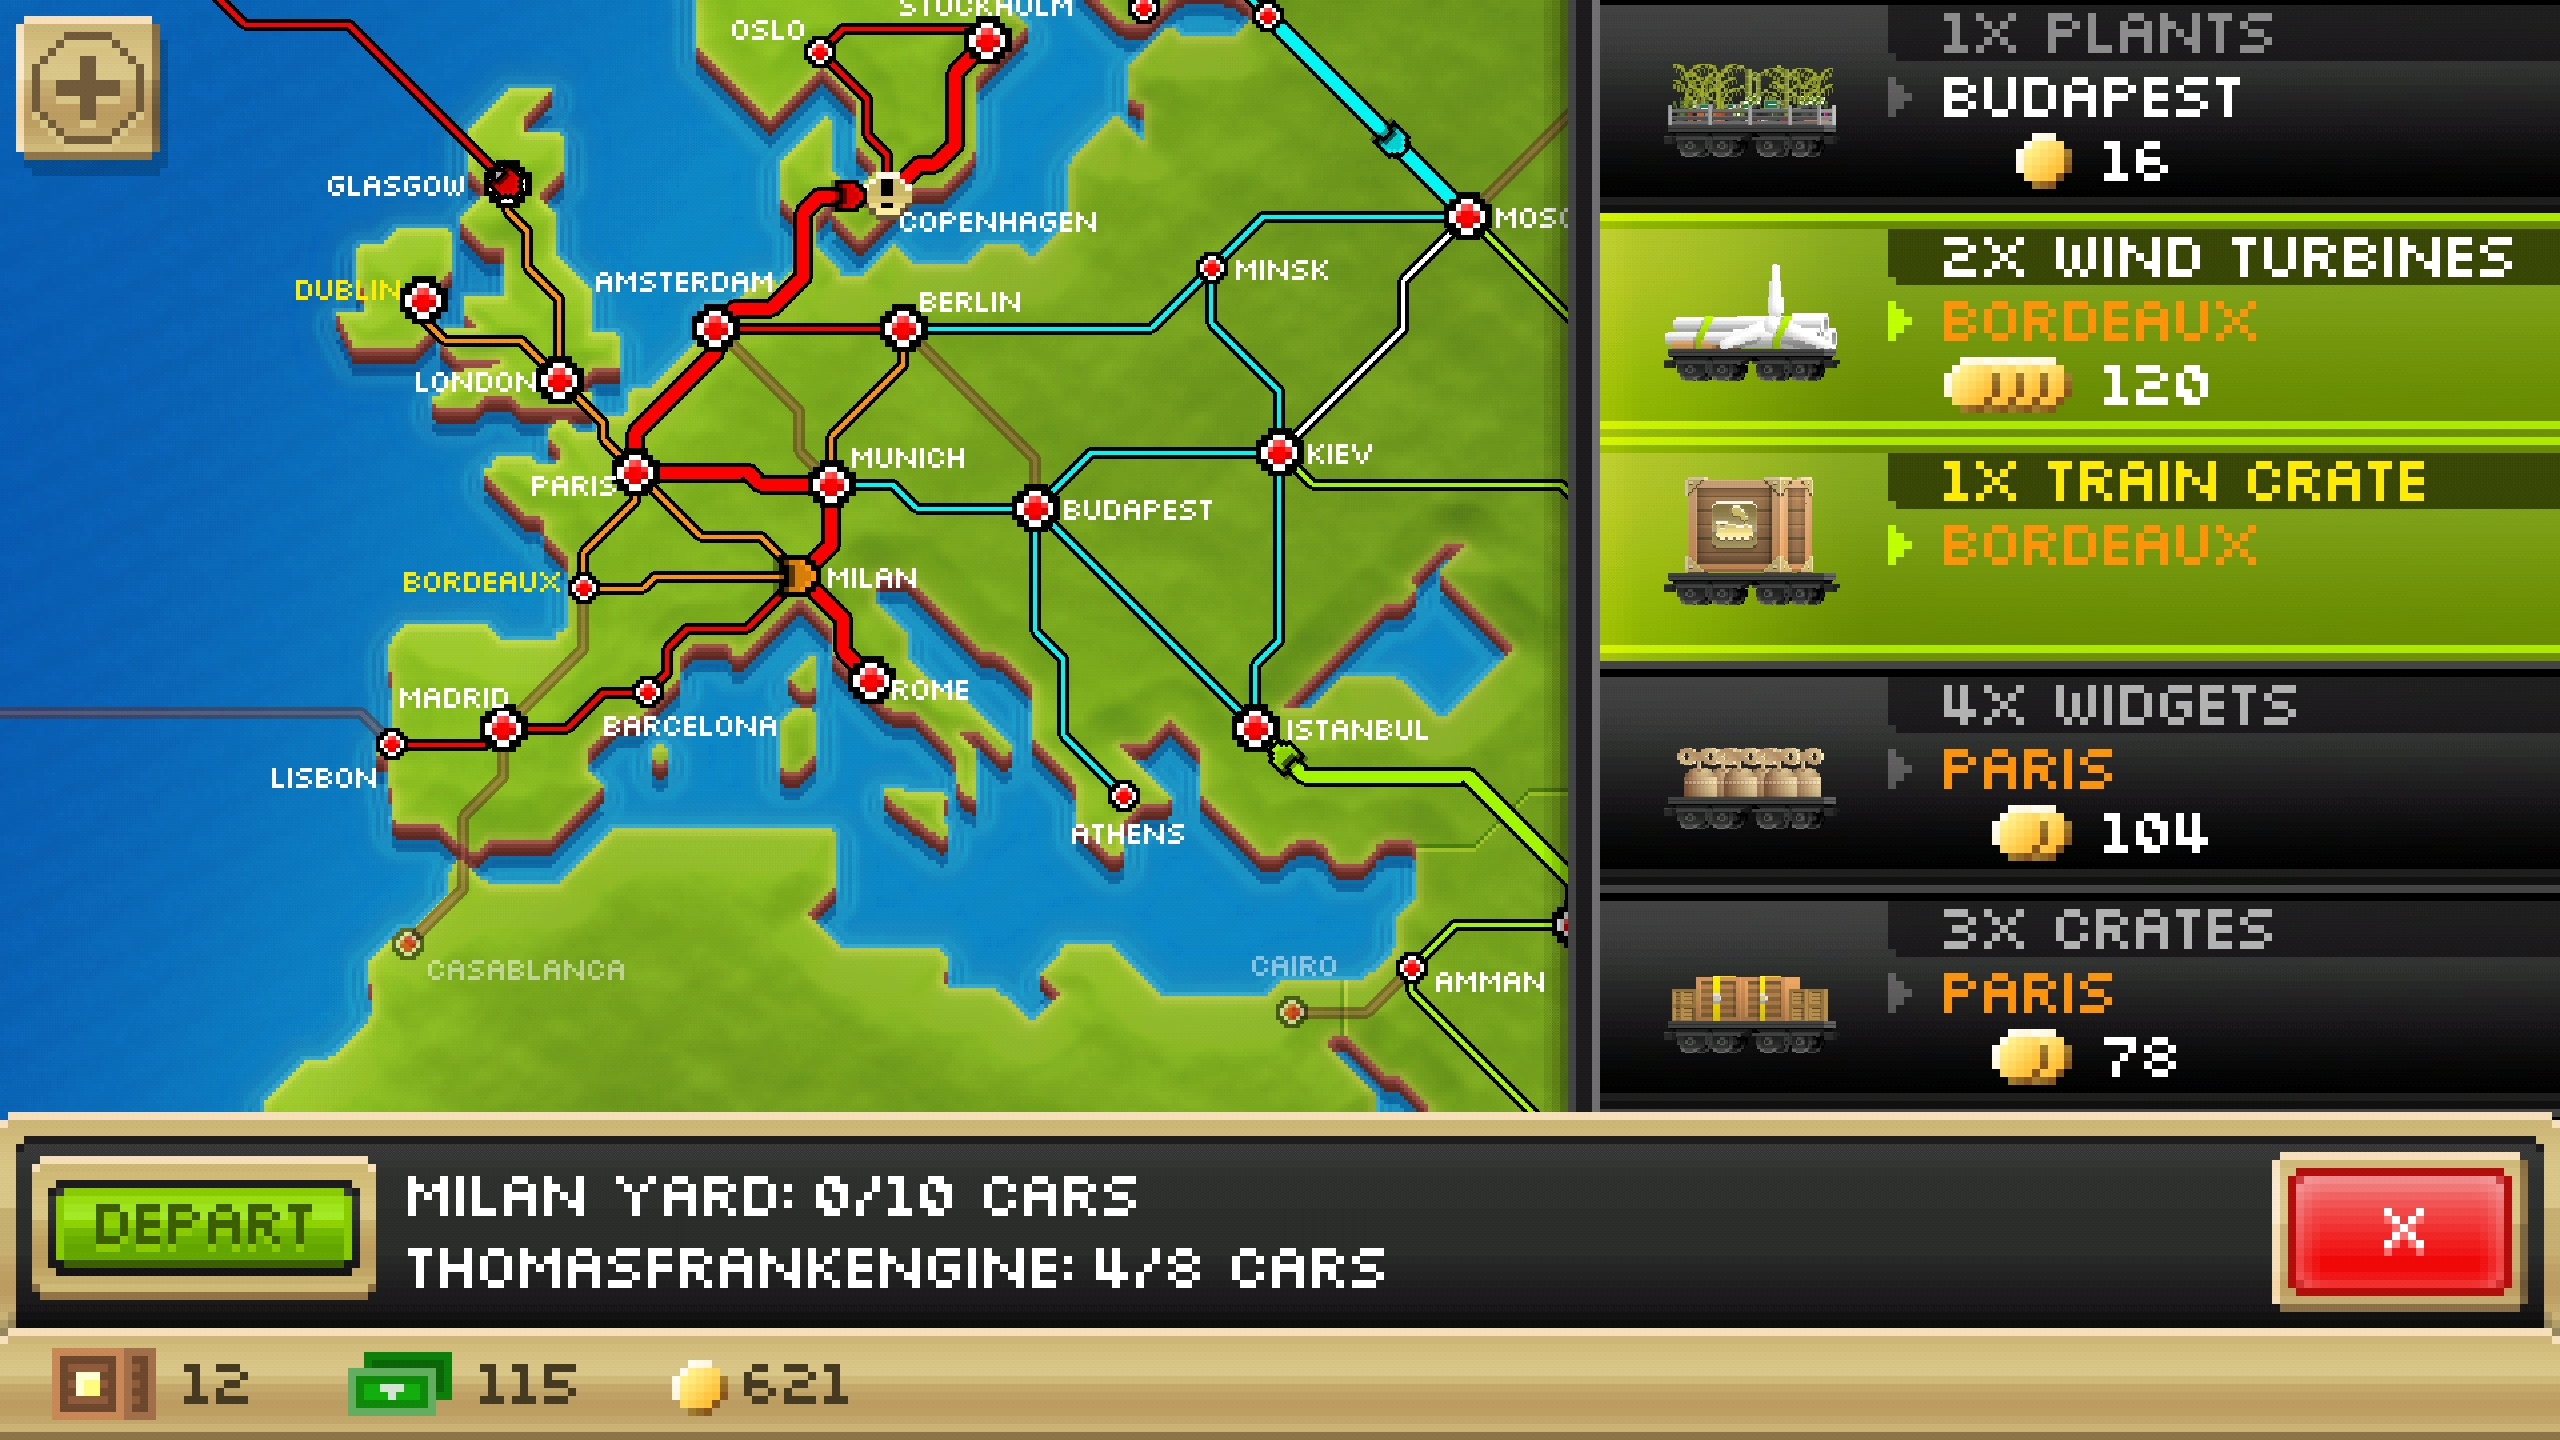 STOCKHOLM
OSLO
GLASGOW
COPENHAGEN
MOSC
DUBLIN
AMSTERDAM
MINSK
BERLIN
LONDON
MUNICH
KIEV
PARIS
BUDAPEST
BORDEAUX
MILAN
MADRID
ROME
BARCELONA
ISTANBUL
LISBON
ATHENS
CASABLANCA
CAIRO
AMMAN
1X PLANTS
BUDAPEST
16
2X WIND TURBINES
BORDEAUX
120
1X TRAIN CRATE
BORDEAUX
4X WIDGETS
PARIS
104
3X CRATES
PARIS
78
DEPART
MILAN YARD: 0/10 CARS
THOMASFRANKENGINE: 4/8 CARS
X
12
115
621